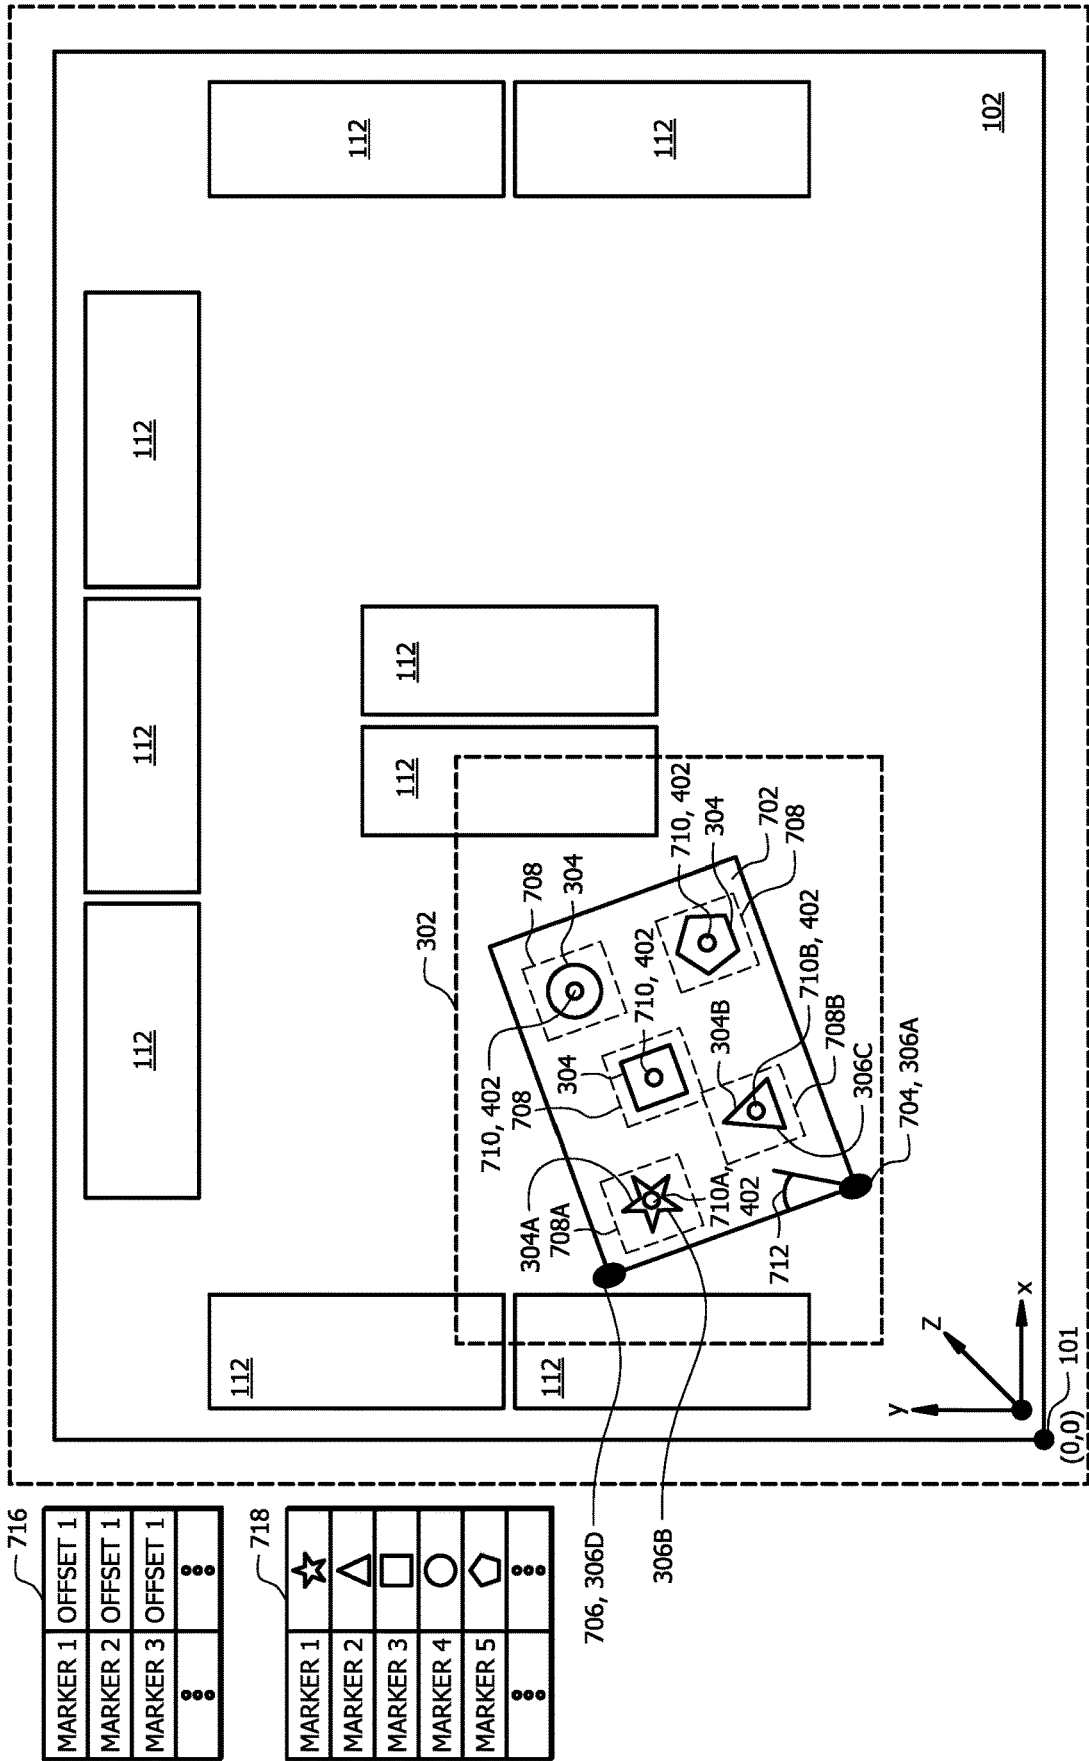 716
MARKER 1 OFFSET 1
MARKER 2 OFFSET 1
MARKER 3 OFFSET 1
718
MARKER 1
MARKER 2
MARKER 3
MARKER 4
MARKER 5
112
112
112
112
112
112
112
302
112
112
710, 402
708
708
304
304A
708A
304
710, 402
706, 306D
306B
710A,
402
710, 402
304
702
708
304B
710B, 402
708B
306C
712
704, 306A
y
z
x
(0,0)
101
102